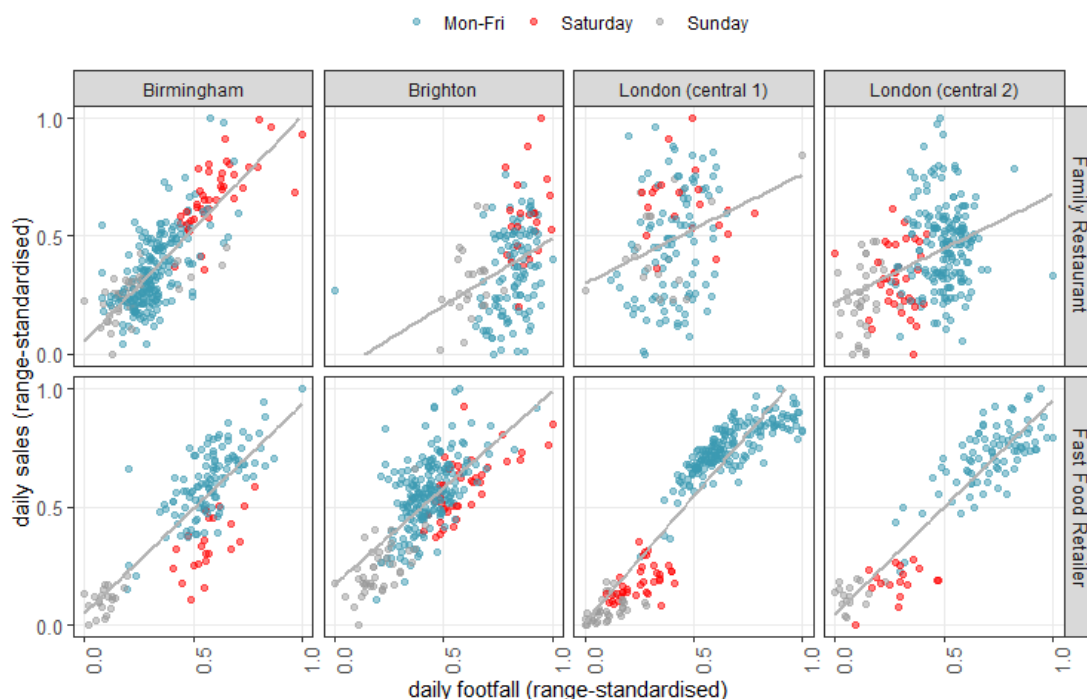 Mon-Fri Saturday Sunday
Birmingham Brighton London (central 1) London (central 2)
daily sales (range-standardised)
1.0
0.5
0.0
Family Restaurant
1.0
0.5
0.0
Fast Food Retailer
0.0 0.5 1.0 0.0 0.5 1.0 0.0 0.5 1.0 0.0 0.5 1.0
daily footfall (range-standardised)